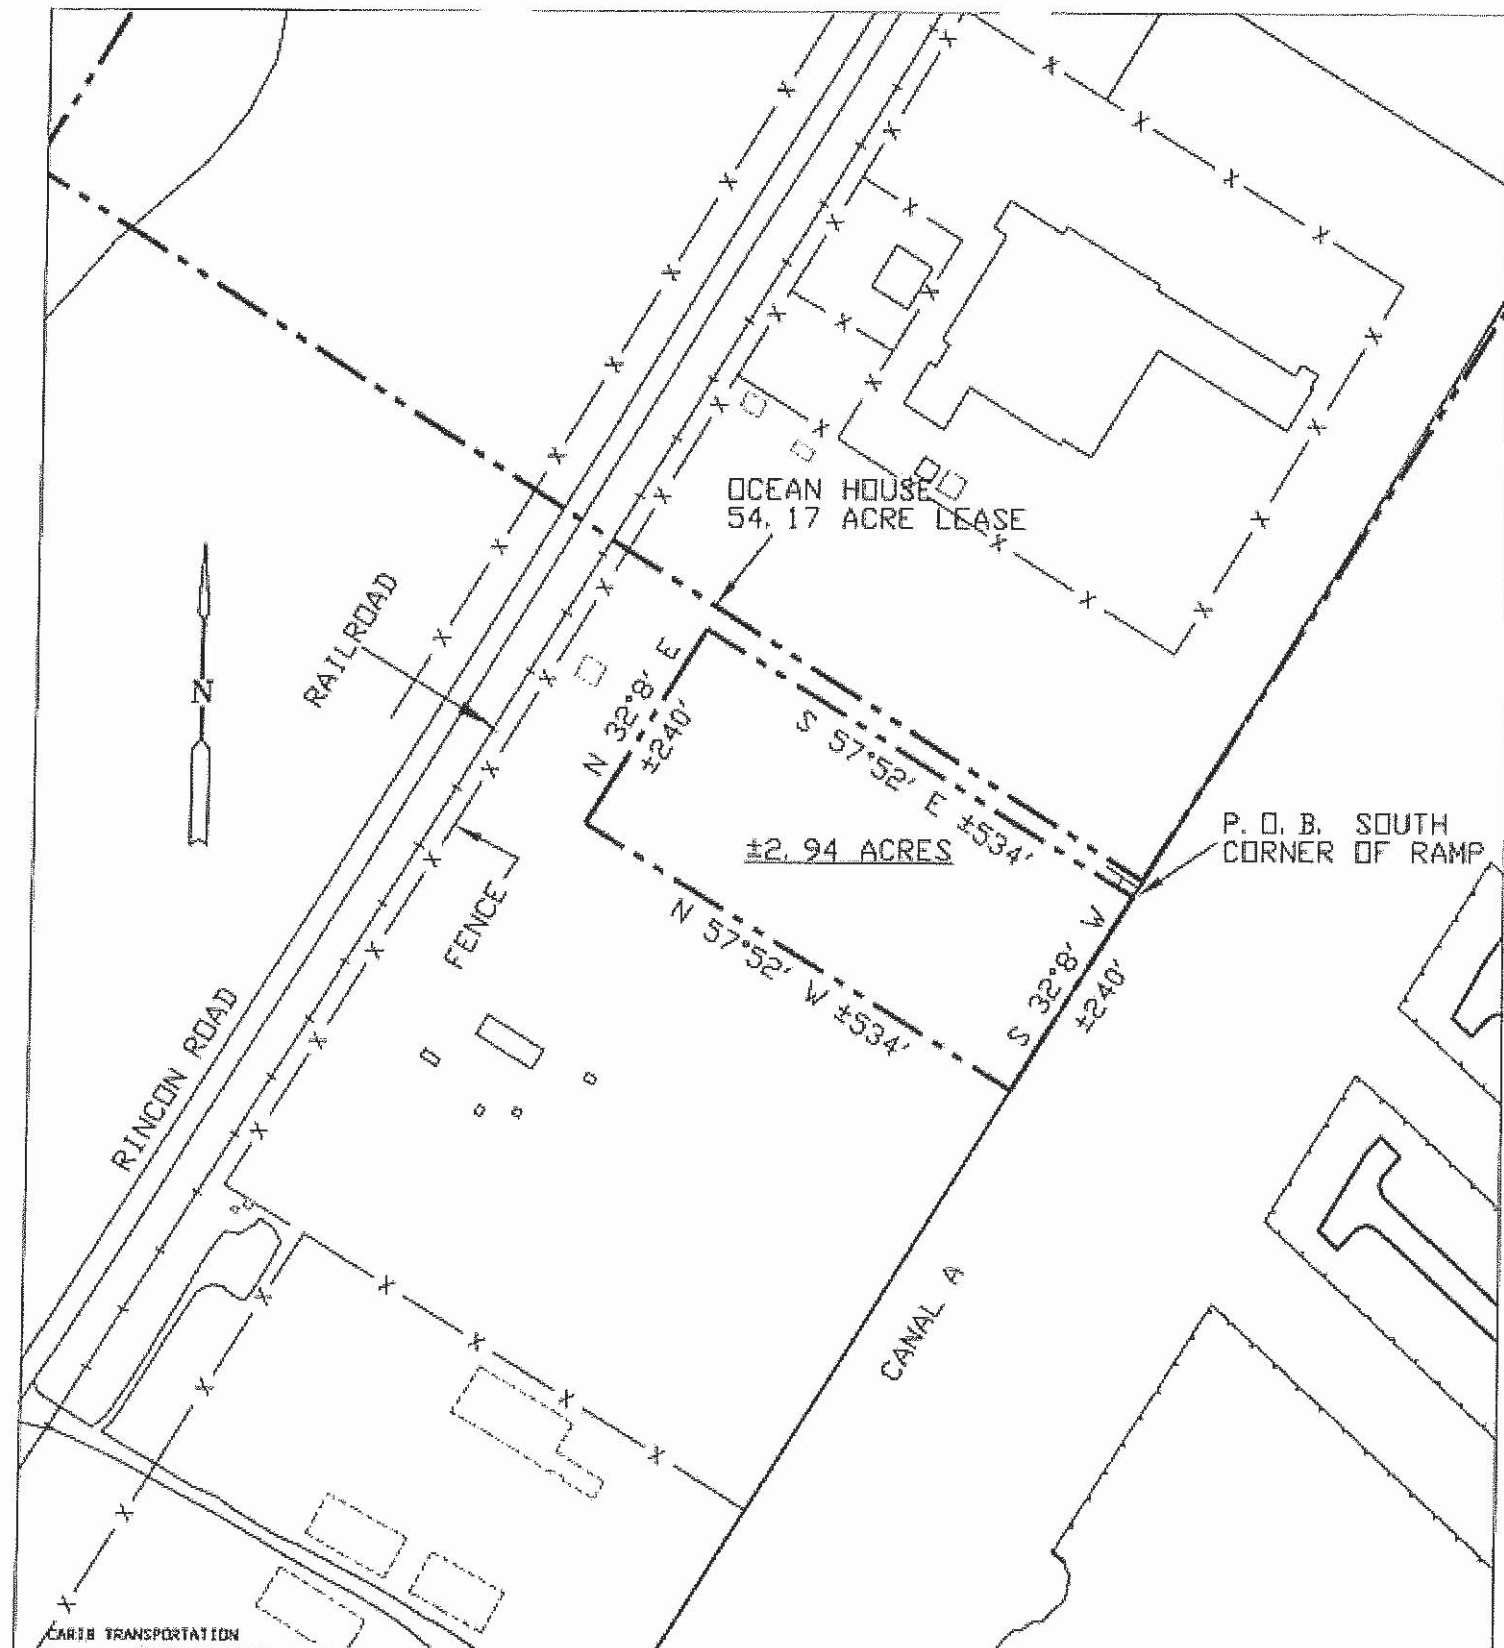 OCEAN HOUSE
54.17 ACRE LEASE
RAILROAD
N
N 32°8' E
±240'
S 57°52' E ±534'
P.O.B. SOUTH
CORNER OF RAMP
±2.94 ACRES
FENCE
N 57°52' W ±534'
S 32°8' W
±240'
RINCON ROAD
CANAL A
CARIB TRANSPORTATION